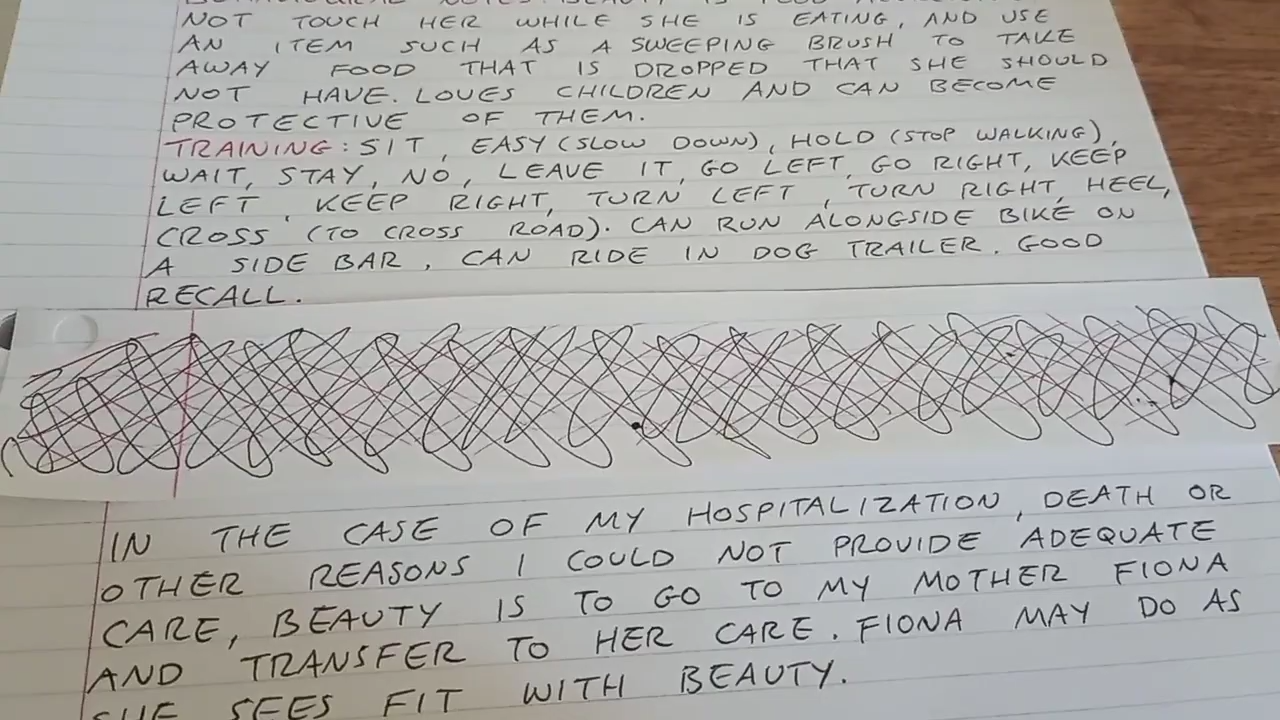 NOT TOUCH HER WHILE SHE IS EATING, AND USE
AN ITEM SUCH AS A SWEEPING BRUSH TO TAKE
AWAY FOOD THAT IS DROPPED THAT SHE SHOULD
NOT HAVE. LOVES CHILDREN AND CAN BECOME
PROTECTIVE OF THEM.
TRAINING: SIT, EASY (SLOW DOWN), HOLD (STOP WALKING),
WAIT, STAY, NO, LEAVE IT, GO LEFT, GO RIGHT, KEEP
LEFT, KEEP RIGHT, TURN LEFT, TURN RIGHT, HEEL,
CROSS (TO CROSS ROAD). CAN RUN ALONGSIDE BIKE ON
A SIDE BAR, CAN RIDE IN DOG TRAILER. GOOD
RECALL.
IN THE CASE OF MY HOSPITALIZATION, DEATH OR
OTHER REASONS I COULD NOT PROVIDE ADEQUATE
CARE, BEAUTY IS TO GO TO MY MOTHER FIONA
AND TRANSFER TO HER CARE. FIONA MAY DO AS
SHE SEES FIT WITH BEAUTY.